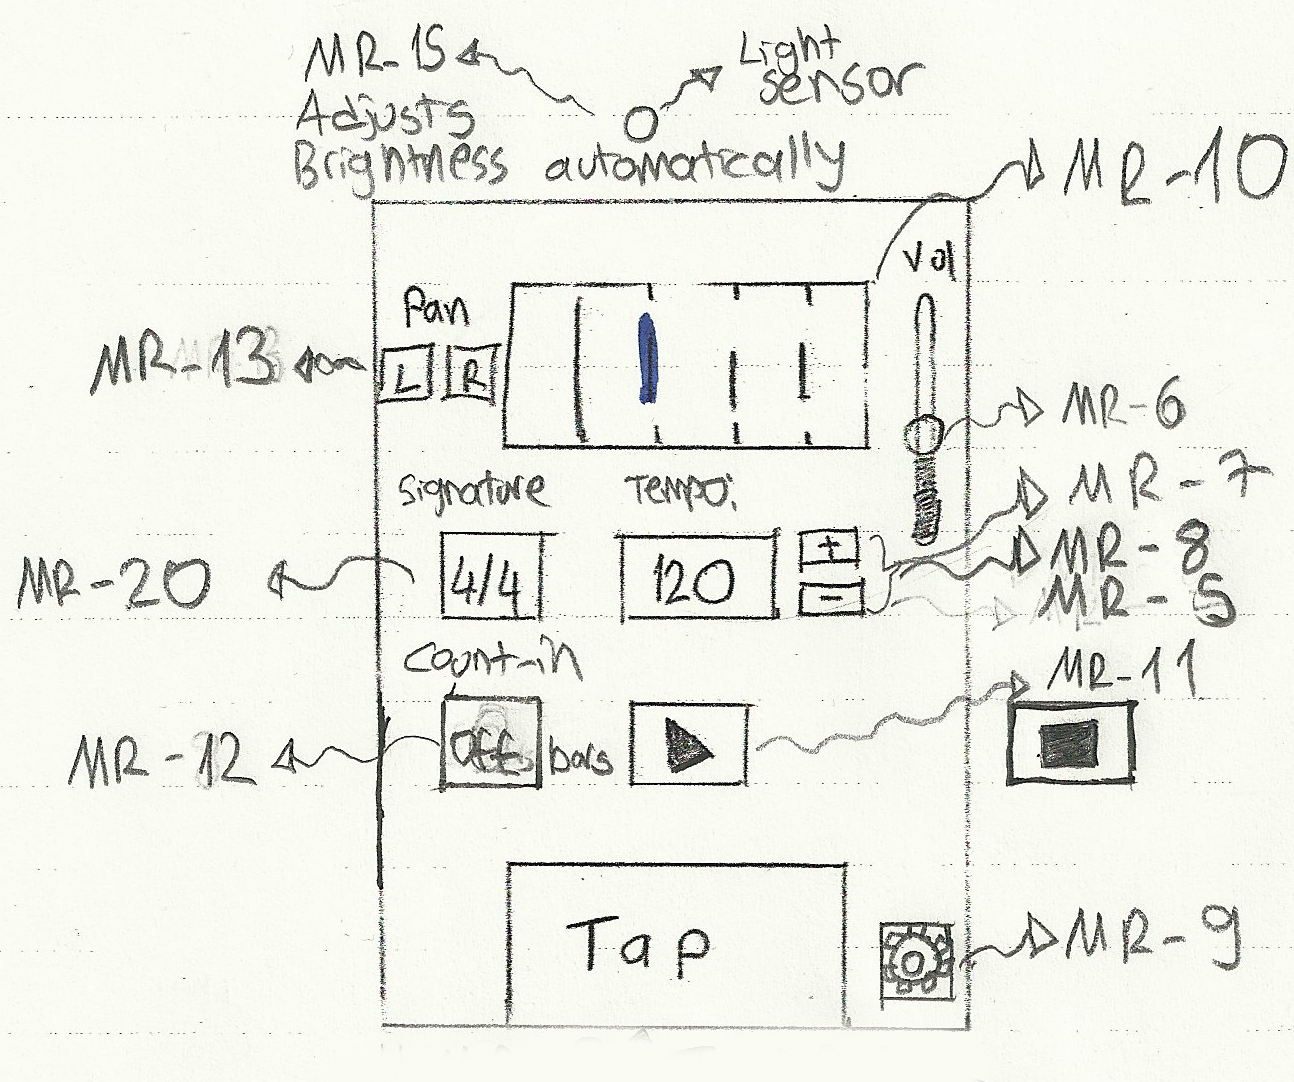 MR-15
Light
sensor
Adjusts
Brightness automatically
MR-10
Vol
Pan
MR-13
L
R
MR-6
Signature
Tempo:
MR-7
MR-20
4/4
120
+
-
MR-8
MR-5
Count-in
MR-11
MR-12
Off
bars
Tap
MR-9